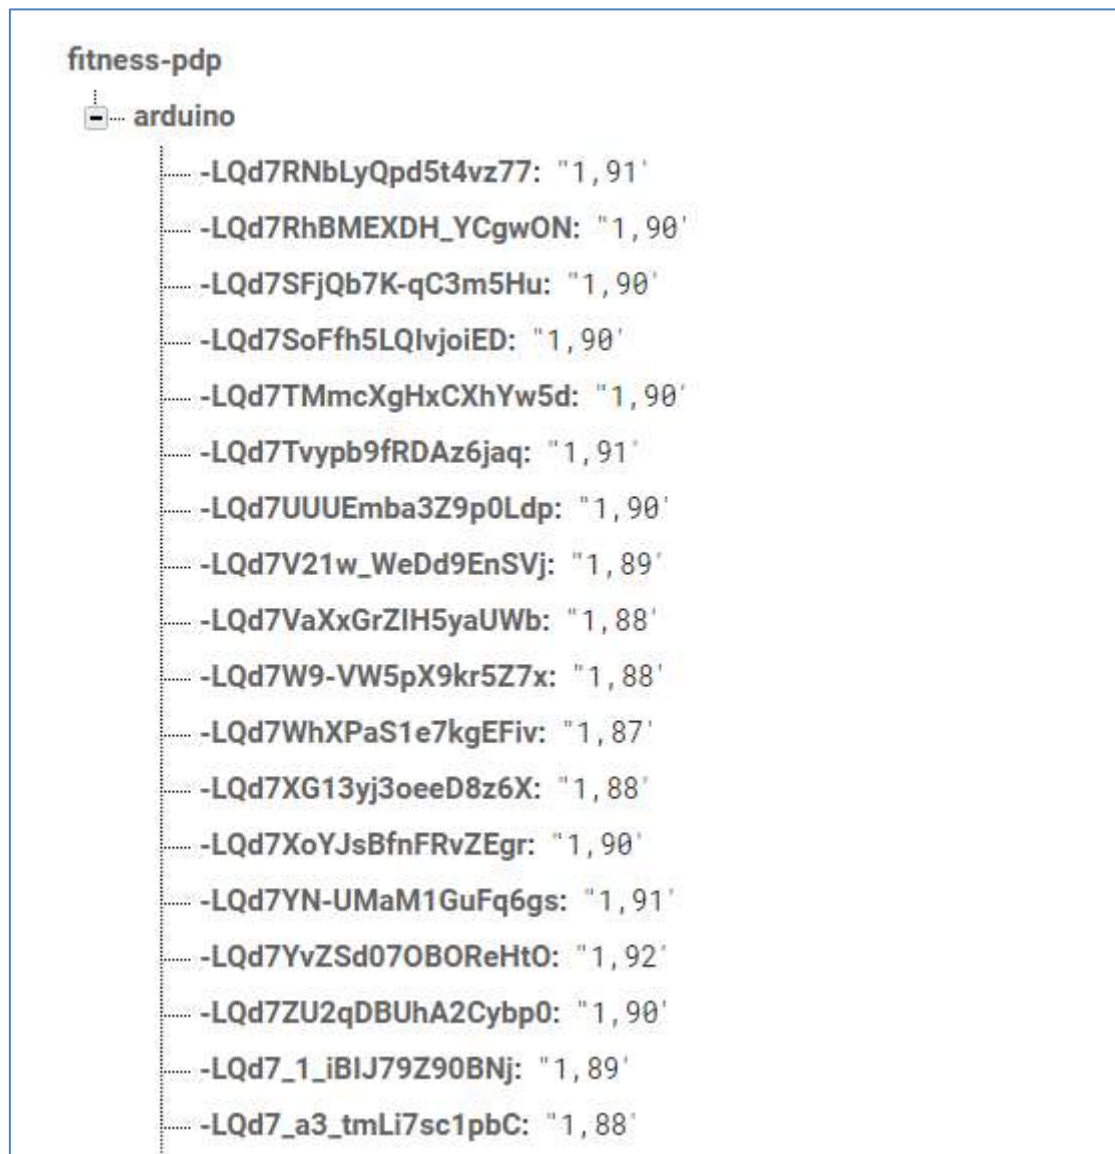 fitness-pdp
arduino
-LQd7RNbLyQpd5t4vz77: "1,91'
-LQd7RhBMEXDH_YCgwON: "1,90'
-LQd7SFjQb7K-qC3m5Hu: "1,90'
-LQd7SoFfh5LQIvjoiED: "1,90'
-LQd7TMmcXgHxCXhYw5d: "1,90'
-LQd7Tvypb9fRDAz6jaq: "1,91'
-LQd7UUUEmba3Z9p0Ldp: "1,90'
-LQd7V21w_WeDd9EnSVj: "1,89'
-LQd7VaXxGrZIH5yaUWb: "1,88'
-LQd7W9-VW5pX9kr5Z7x: "1,88'
-LQd7WhXPaS1e7kgEFiv: "1,87'
-LQd7XG13yj3oeeD8z6X: "1,88'
-LQd7XoYJsBfnFRvZEgr: "1,90'
-LQd7YN-UMaM1GuFq6gs: "1,91'
-LQd7YvZSd07OBOReHtO: "1,92'
-LQd7ZU2qDBUhA2Cybp0: "1,90'
-LQd7_1_iBIJ79Z90BNj: "1,89'
-LQd7_a3_tmLi7sc1pbC: "1,88'